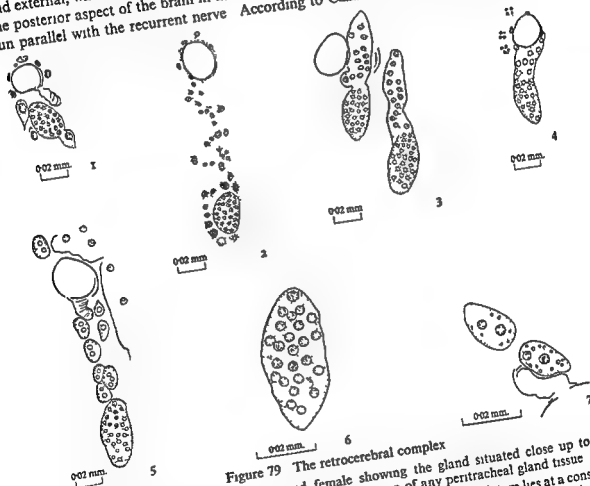 nd external,
he posterior aspect of the brain in
un parallel with the recurrent nerve According to
0·02 mm. 1
0·02 mm. 2
0·02 mm 3
0·02 mm. 4
0·02 mm. 5
0·02 mm. 6
0·02 mm. 7
Figure 79 The retrocerebral complex
female showing the gland situated close up to
of any peritracheal gland tissue
lies at a cons